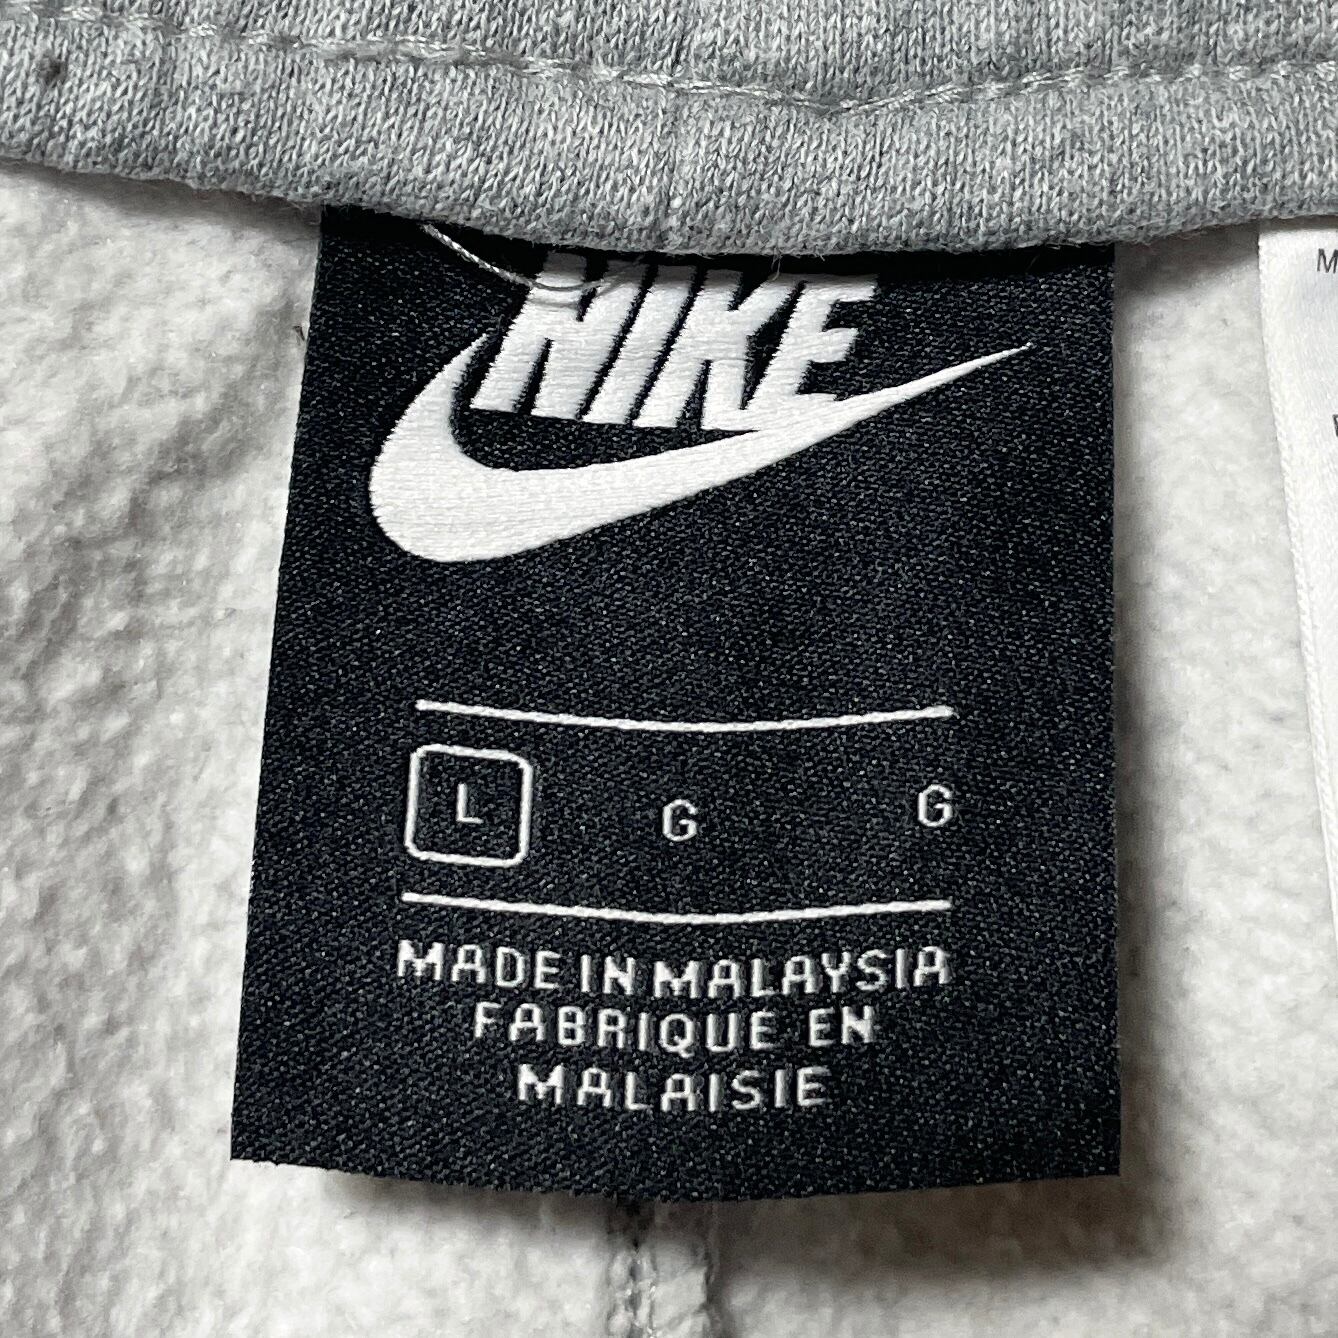 NIKE
L G G
MADE IN MALAYSIA
FABRIQUE EN
MALAISIE
M